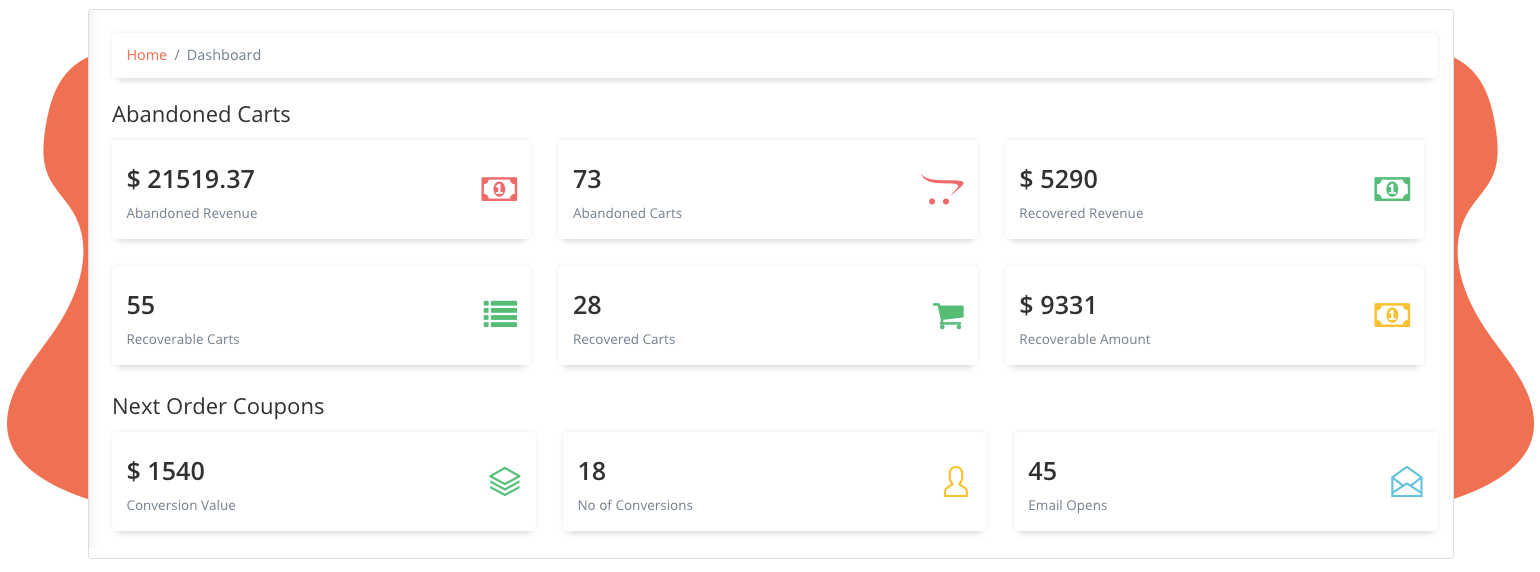 Home / Dashboard
Abandoned Carts
$ 21519.37
Abandoned Revenue
73
Abandoned Carts
$ 5290
Recovered Revenue
55
Recoverable Carts
28
Recovered Carts
$ 9331
Recoverable Amount
Next Order Coupons
$ 1540
Conversion Value
18
No of Conversions
45
Email Opens